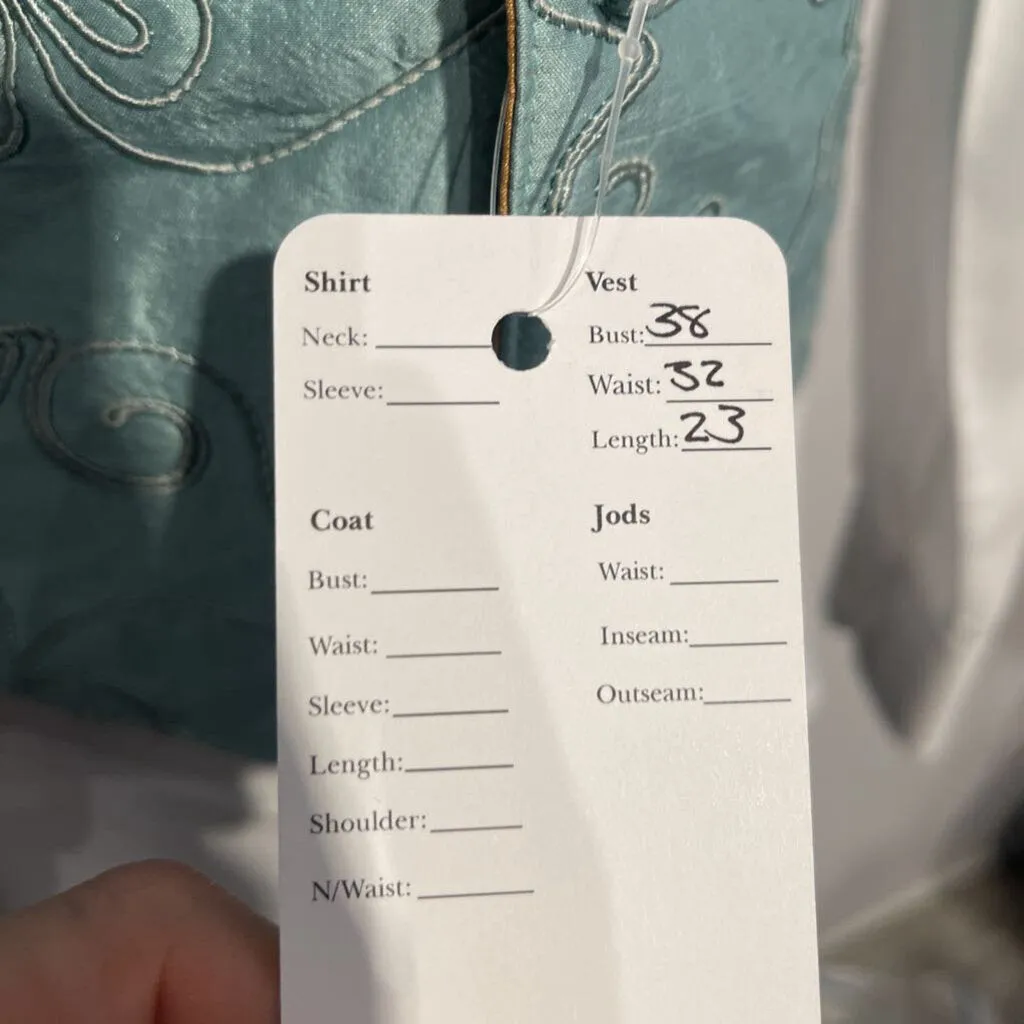 Shirt
Neck:
Sleeve:
Vest
Bust: 38
Waist: 32
Length: 23
Coat
Bust:
Waist:
Sleeve:
Length:
Shoulder:
N/Waist:
Jods
Waist:
Inseam:
Outseam: